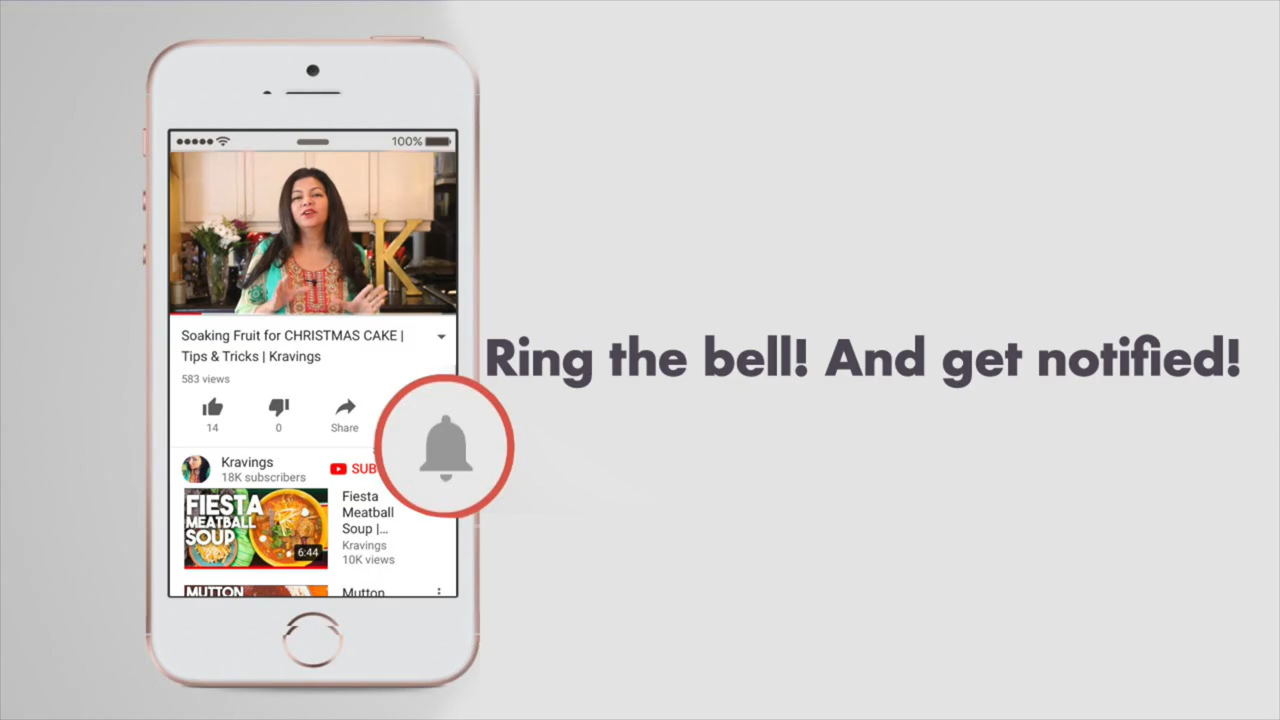 100%
K
Soaking Fruit for CHRISTMAS CAKE |
Tips & Tricks | Kravings
583 views
14
0
Share
Kravings
18K subscribers
SUB
FIESTA
MEATBALL
SOUP
6:44
Fiesta
Meatball
Soup |...
Kravings
10K views
MUTTON
Mutton
Ring the bell! And get notified!